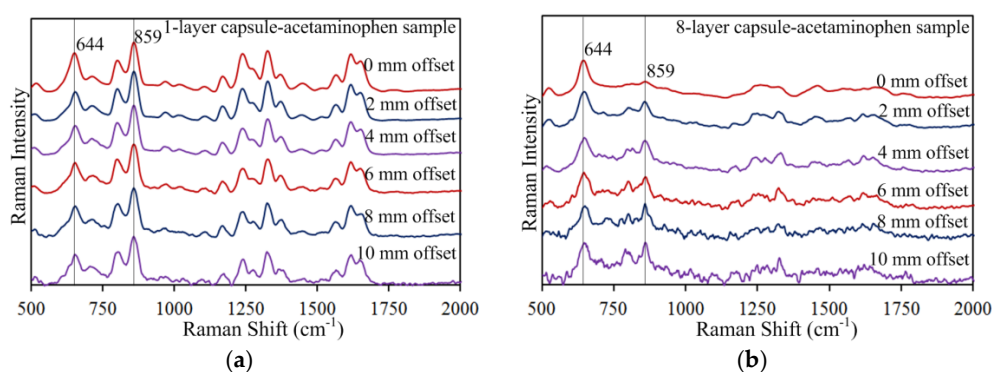 1-layer capsule-acetaminophen sample
644
859
0 mm offset
2 mm offset
4 mm offset
6 mm offset
8 mm offset
10 mm offset
Raman Intensity
500 750 1000 1250 1500 1750 2000
Raman Shift (cm⁻¹)
(a)
8-layer capsule-acetaminophen sample
644
859
0 mm offset
2 mm offset
4 mm offset
6 mm offset
8 mm offset
10 mm offset
Raman Intensity
500 750 1000 1250 1500 1750 2000
Raman Shift (cm⁻¹)
(b)